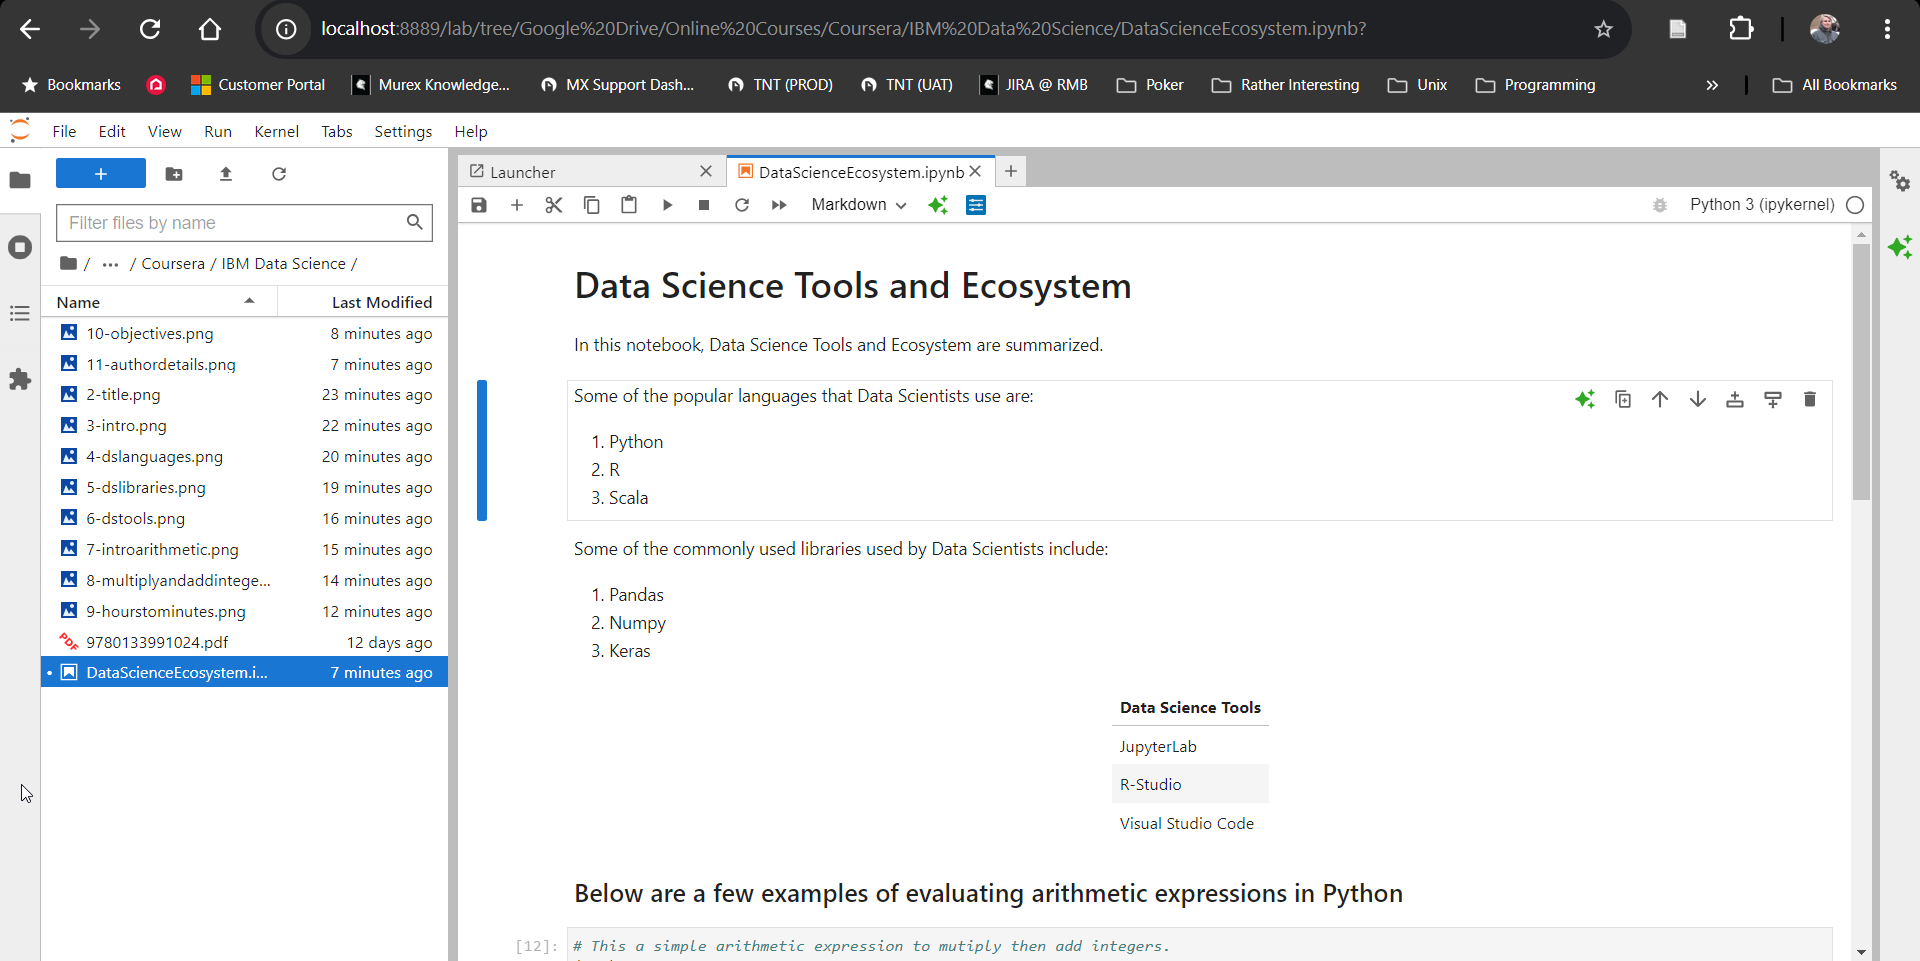 localhost:8889/lab/tree/Google%20Drive/Online%20Courses/Coursera/IBM%20Data%20Science/DataScienceEcosystem.ipynb?
Bookmarks Customer Portal Murex Knowledge... MX Support Dash... TNT (PROD) TNT (UAT) JIRA @ RMB Poker Rather Interesting Unix Programming » All Bookmarks
File Edit View Run Kernel Tabs Settings Help
Launcher DataScienceEcosystem.ipynb
Markdown Python 3 (ipykernel)
Filter files by name
/ ... / Coursera / IBM Data Science /
Name Last Modified
10-objectives.png 8 minutes ago
11-authordetails.png 7 minutes ago
2-title.png 23 minutes ago
3-intro.png 22 minutes ago
4-dslanguages.png 20 minutes ago
5-dslibraries.png 19 minutes ago
6-dstools.png 16 minutes ago
7-introarithmetic.png 15 minutes ago
8-multiplyandaddintege... 14 minutes ago
9-hourstominutes.png 12 minutes ago
PDF 9780133991024.pdf 12 days ago
DataScienceEcosystem.i... 7 minutes ago
Data Science Tools and Ecosystem
In this notebook, Data Science Tools and Ecosystem are summarized.
Some of the popular languages that Data Scientists use are:
1. Python
2. R
3. Scala
Some of the commonly used libraries used by Data Scientists include:
1. Pandas
2. Numpy
3. Keras
Data Science Tools
JupyterLab
R-Studio
Visual Studio Code
Below are a few examples of evaluating arithmetic expressions in Python
[12]: # This a simple arithmetic expression to mutiply then add integers.